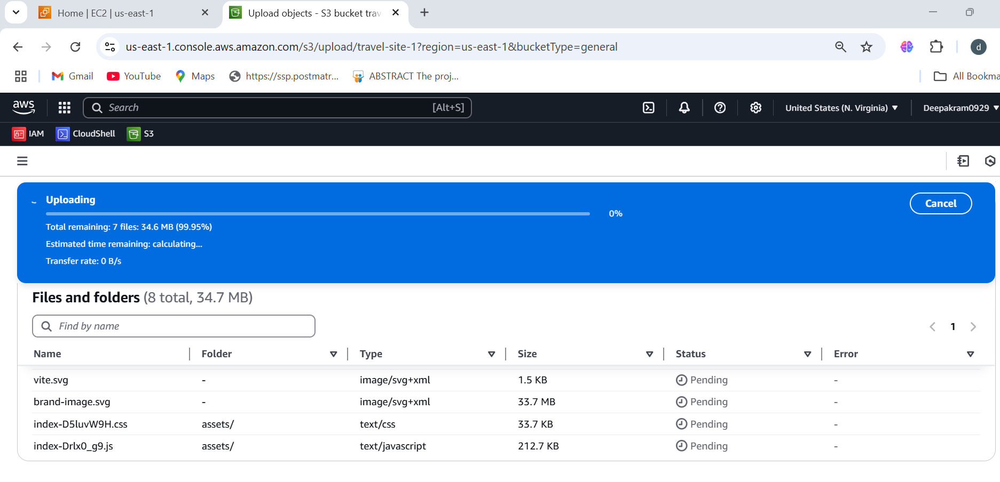 Home | EC2 | us-east-1
Upload objects - S3 bucket trav
us-east-1.console.aws.amazon.com/s3/upload/travel-site-1?region=us-east-1&bucketType=general
d
Gmail
YouTube
Maps
https://ssp.postmatr...
ABSTRACT The proj...
All Bookma
aws
Search
[Alt+S]
United States (N. Virginia)
Deepakram0929
IAM
CloudShell
S3
Uploading
0%
Cancel
Total remaining: 7 files: 34.6 MB (99.95%)
Estimated time remaining: calculating...
Transfer rate: 0 B/s
Files and folders (8 total, 34.7 MB)
Find by name
1
Name Folder Type Size Status Error
vite.svg - image/svg+xml 1.5 KB Pending -
brand-image.svg - image/svg+xml 33.7 MB Pending -
index-D5luvW9H.css assets/ text/css 33.7 KB Pending -
index-Drlx0_g9.js assets/ text/javascript 212.7 KB Pending -